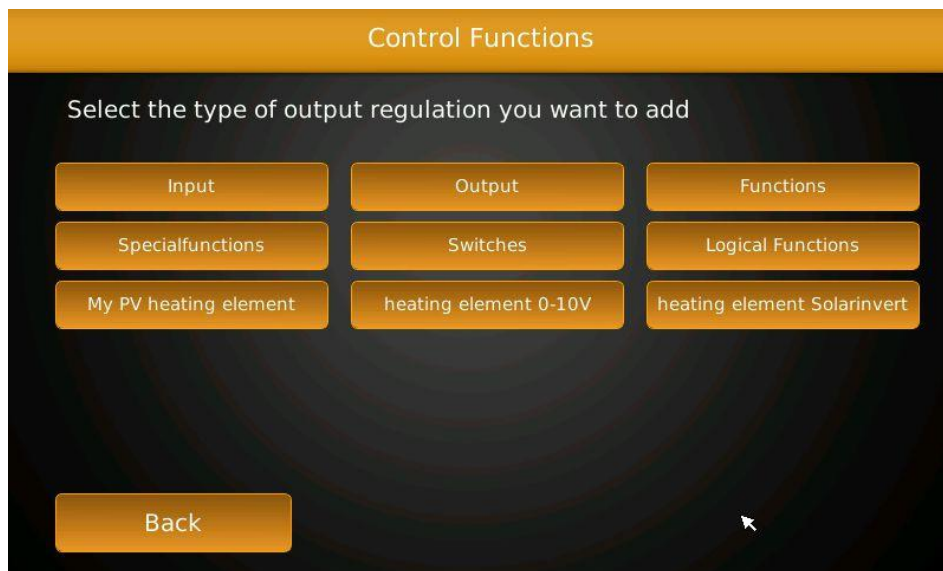 Control Functions
Select the type of output regulation you want to add
Input
Output
Functions
Specialfunctions
Switches
Logical Functions
My PV heating element
heating element 0-10V
heating element Solarinvert
Back